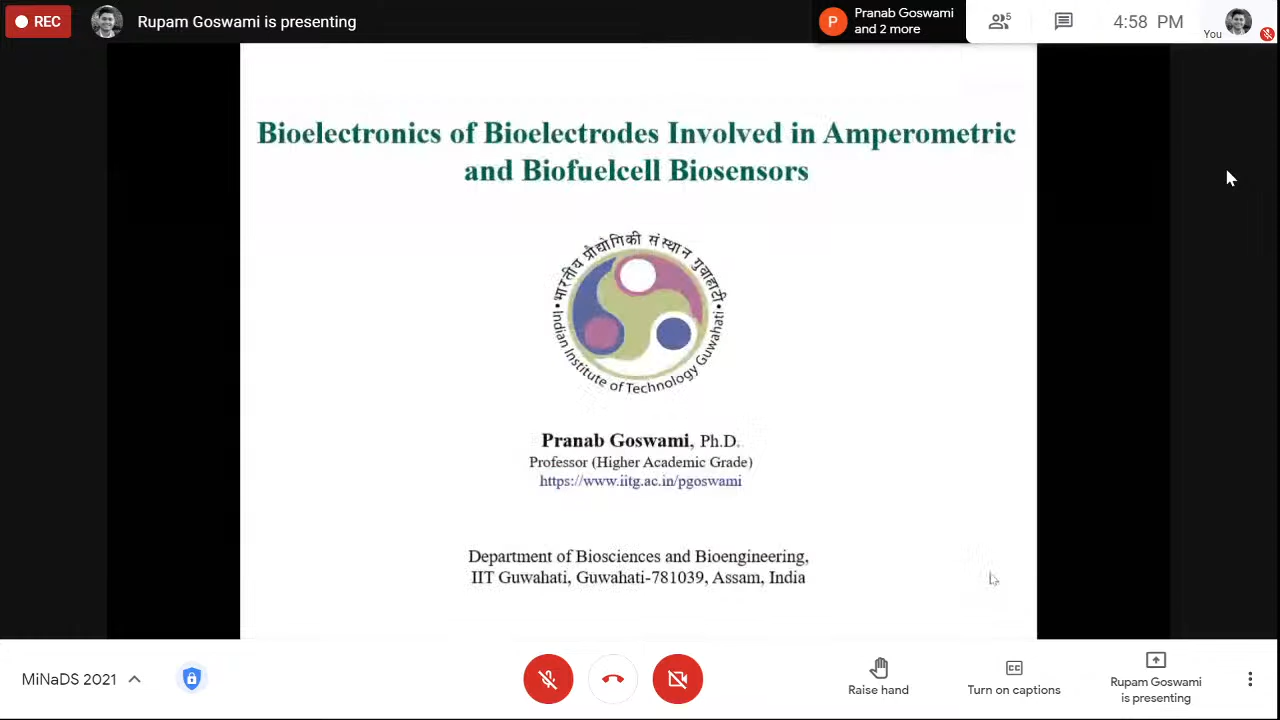 REC
Rupam Goswami is presenting
P
Pranab Goswami
and 2 more
5
4:58 PM
You
Bioelectronics of Bioelectrodes Involved in Amperometric
and Biofuelcell Biosensors
भारतीय प्रौद्योगिकी संस्थान गुवाहाटी
Indian Institute of Technology Guwahati
Pranab Goswami, Ph.D.
Professor (Higher Academic Grade)
https://www.iitg.ac.in/pgoswami
Department of Biosciences and Bioengineering,
IIT Guwahati, Guwahati-781039, Assam, India
MiNaDS 2021
Raise hand
CC
Turn on captions
Rupam Goswami
is presenting